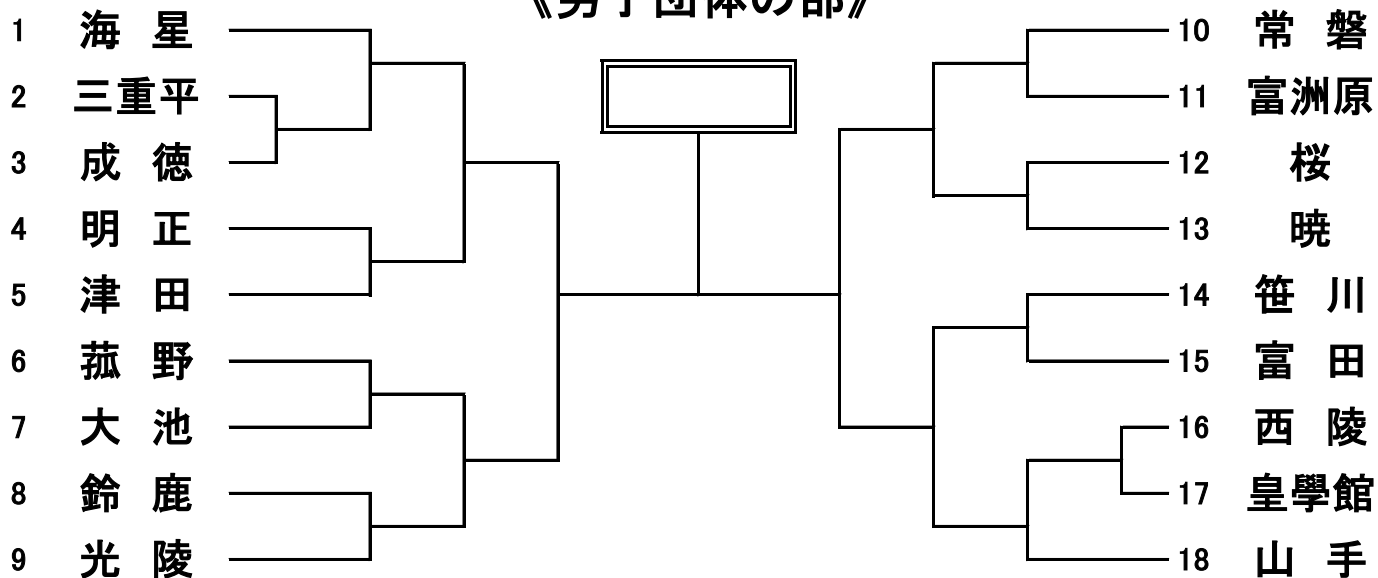 《男子団体の部》
1 海 星
2 三重平
3 成 徳
4 明 正
5 津 田
6 菰 野
7 大 池
8 鈴 鹿
9 光 陵
10 常 磐
11 富洲原
12 桜
13 暁
14 笹 川
15 富 田
16 西 陵
17 皇學館
18 山 手